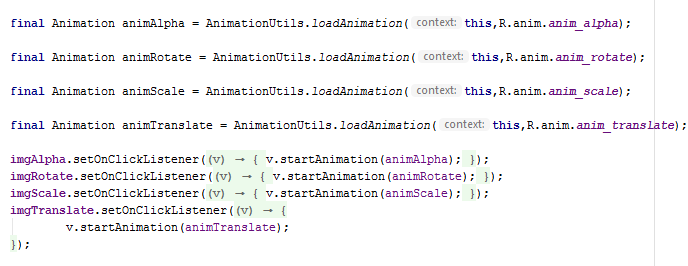 final Animation animAlpha = AnimationUtils.loadAnimation( context: this,R.anim.anim_alpha);
final Animation animRotate = AnimationUtils.loadAnimation( context: this,R.anim.anim_rotate);
final Animation animScale = AnimationUtils.loadAnimation( context: this,R.anim.anim_scale);
final Animation animTranslate = AnimationUtils.loadAnimation( context: this,R.anim.anim_translate);
imgAlpha.setOnClickListener((v) → { v.startAnimation(animAlpha); });
imgRotate.setOnClickListener((v) → { v.startAnimation(animRotate); });
imgScale.setOnClickListener((v) → { v.startAnimation(animScale); });
imgTranslate.setOnClickListener((v) → {
v.startAnimation(animTranslate);
});